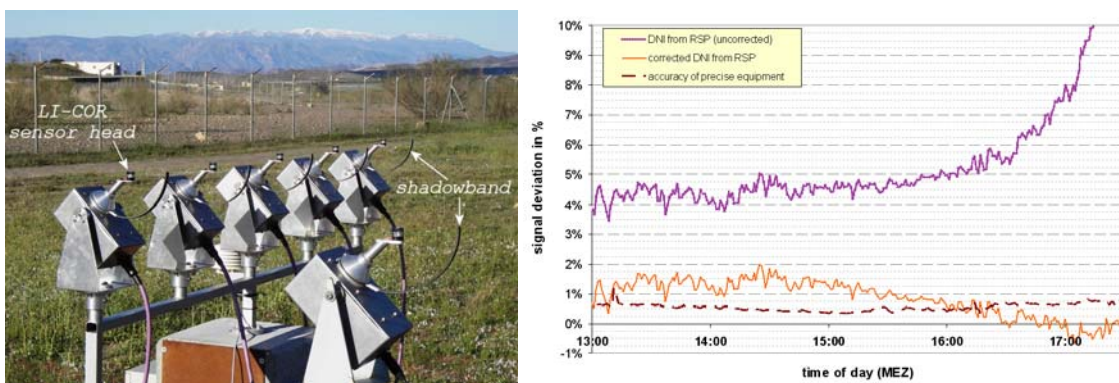 LI-COR
sensor head
shadowband
DNI from RSP (uncorrected)
corrected DNI from RSP
accuracy of precise equipment
signal deviation in %
10%
9%
8%
7%
6%
5%
4%
3%
2%
1%
0%
-1%
13:00 14:00 15:00 16:00 17:00
time of day (MEZ)